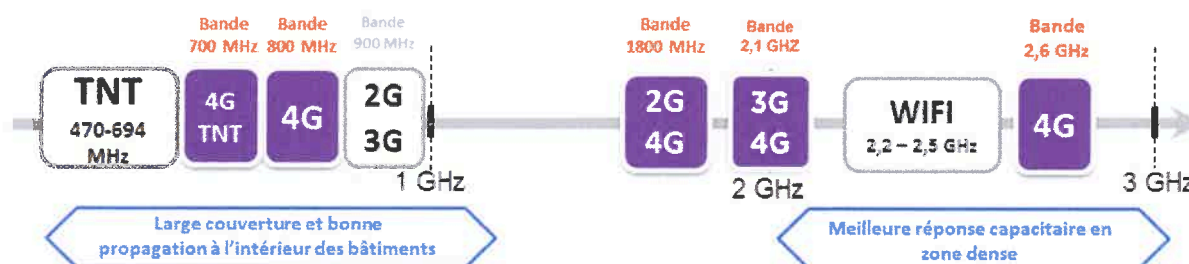 Bande
700 MHz
Bande
800 MHz
Bande
900 MHz
Bande
1800 MHz
Bande
2,1 GHZ
Bande
2,6 GHz
TNT
470-694
MHz
4G
TNT
4G
2G
3G
2G
4G
3G
4G
WIFI
2,2 – 2,5 GHz
4G
1 GHz
2 GHz
3 GHz
Large couverture et bonne
propagation à l'intérieur des bâtiments
Meilleure réponse capacitaire en
zone dense